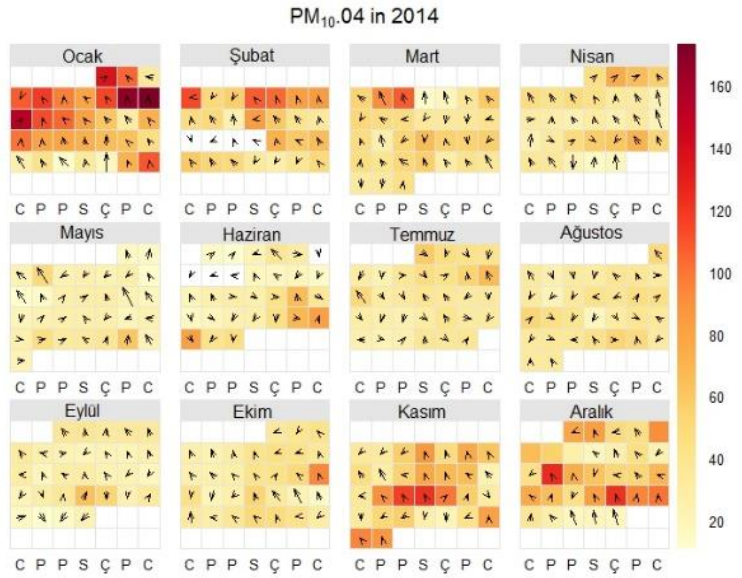 PM₁₀.04 in 2014
Ocak Şubat Mart Nisan
160
140
120
C P P S Ç P C C P P S Ç P C C P P S Ç P C C P P S Ç P C
Mayıs Haziran Temmuz Ağustos
100
80
60
C P P S Ç P C C P P S Ç P C C P P S Ç P C C P P S Ç P C
Eylül Ekim Kasım Aralık
40
20
C P P S Ç P C C P P S Ç P C C P P S Ç P C C P P S Ç P C